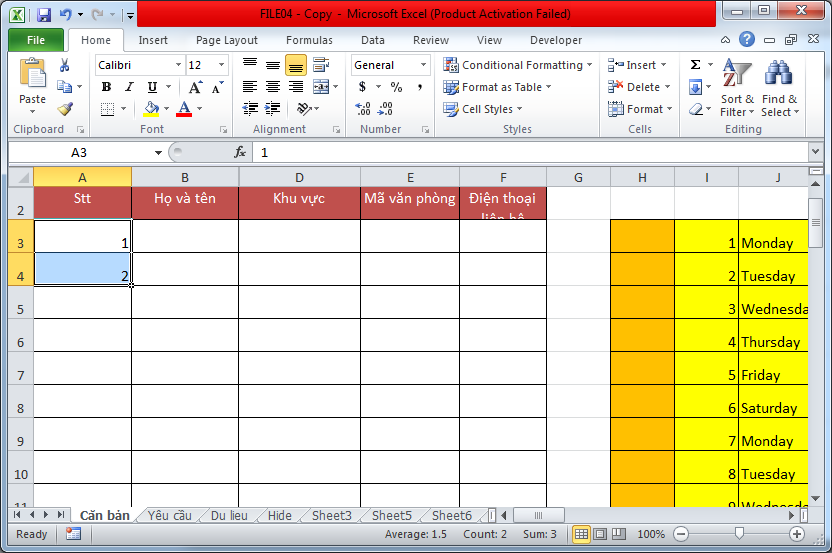 FILE04 - Copy - Microsoft Excel (Product Activation Failed)
File Home Insert Page Layout Formulas Data Review View Developer
Calibri 12 General Conditional Formatting Insert Σ
Paste B I U A A $ % , Format as Table Delete Sort & Filter Find & Select
Cell Styles Format
Clipboard Font Alignment Number Styles Cells Editing
A3 fx 1
A B D E F G H I J
2 Stt Họ và tên Khu vực Mã văn phòng Điện thoại
liên hệ
3 1 1 Monday
4 2 2 Tuesday
5 3 Wednesda
6 4 Thursday
7 5 Friday
8 6 Saturday
9 7 Monday
10 8 Tuesday
11 9 Wednesda
Căn bản Yêu cầu Du lieu Hide Sheet3 Sheet5 Sheet6
Ready Average: 1.5 Count: 2 Sum: 3 100%